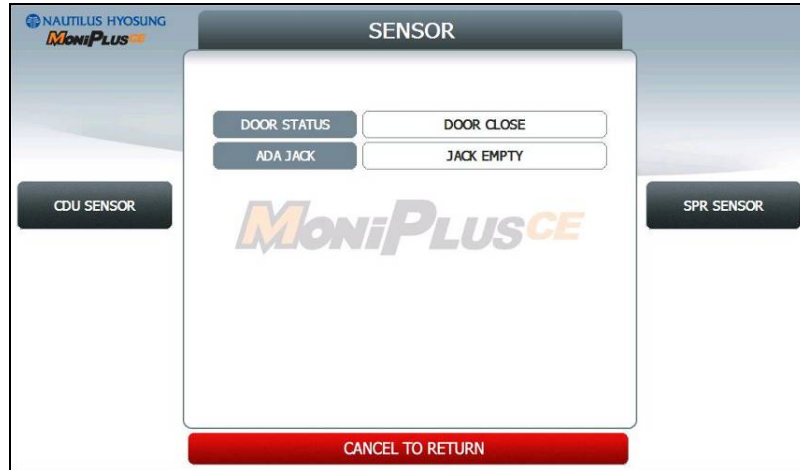 NAUTILUS HYOSUNG
MoniPlusCE
SENSOR
DOOR STATUS DOOR CLOSE
ADA JACK JACK EMPTY
CDU SENSOR
MoniPlusCE
SPR SENSOR
CANCEL TO RETURN